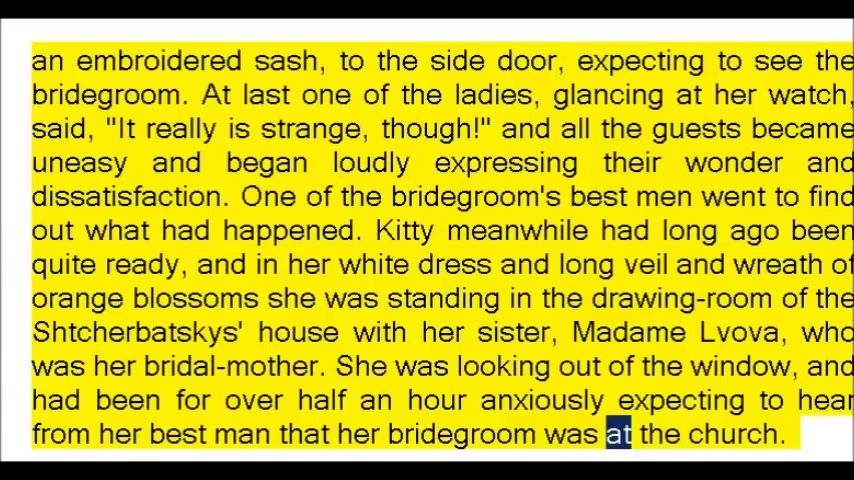 an embroidered sash, to the side door, expecting to see the
bridegroom. At last one of the ladies, glancing at her watch,
said, "It really is strange, though!" and all the guests became
uneasy and began loudly expressing their wonder and
dissatisfaction. One of the bridegroom's best men went to find
out what had happened. Kitty meanwhile had long ago been
quite ready, and in her white dress and long veil and wreath of
orange blossoms she was standing in the drawing-room of the
Shtcherbatskys' house with her sister, Madame Lvova, who
was her bridal-mother. She was looking out of the window, and
had been for over half an hour anxiously expecting to hear
from her best man that her bridegroom was at the church.